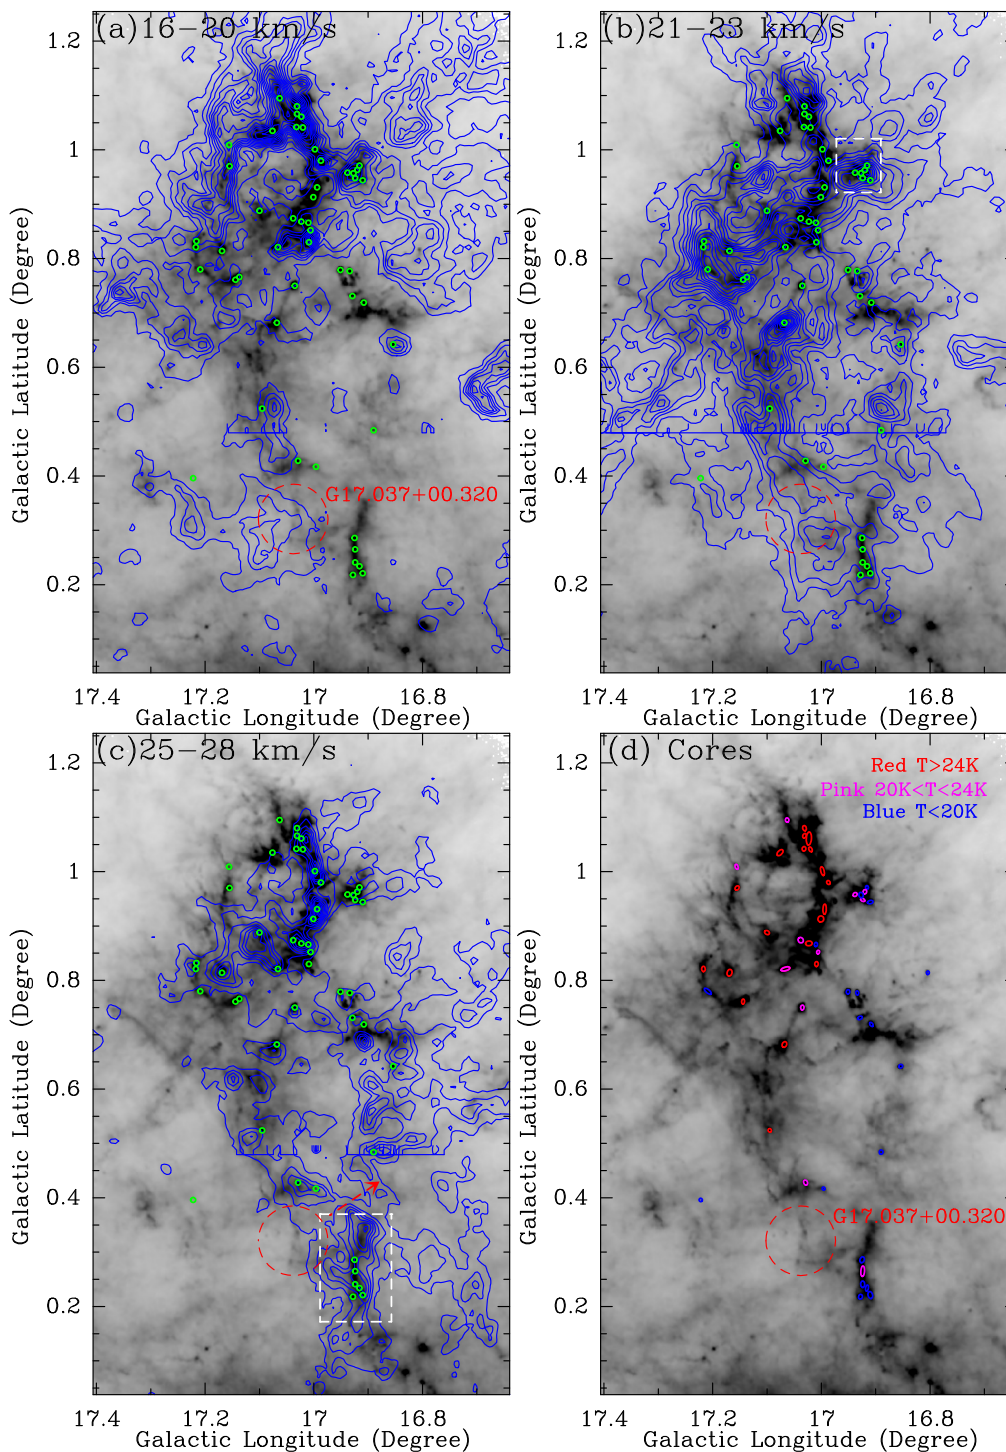 (a)16−20 km/s
1.2
1
0.8
0.6
0.4
0.2
17.4
17.2
17
16.8
Galactic Longitude (Degree)
Galactic Latitude (Degree)
G17.037+00.320
(b)21−23 km/s
1.2
1
0.8
0.6
0.4
0.2
17.4
17.2
17
16.8
Galactic Longitude (Degree)
Galactic Latitude (Degree)
(c)25−28 km/s
1.2
1
0.8
0.6
0.4
0.2
17.4
17.2
17
16.8
Galactic Longitude (Degree)
Galactic Latitude (Degree)
(d) Cores
Red T>24K
Pink 20K<T<24K
Blue T<20K
1.2
1
0.8
0.6
0.4
0.2
G17.037+00.320
17.4
17.2
17
16.8
Galactic Longitude (Degree)
Galactic Latitude (Degree)